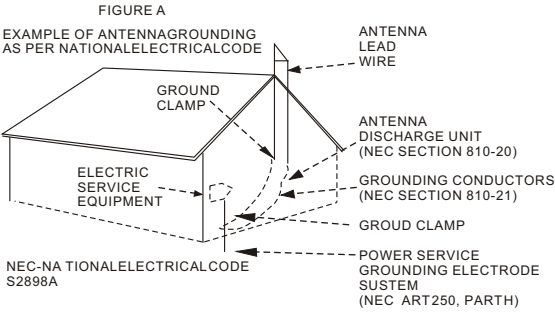 FIGURE A
EXAMPLE OF ANTENNAGROUNDING
AS PER NATIONALELECTRICALCODE
ANTENNA
LEAD
WIRE
GROUND
CLAMP
ANTENNA
DISCHARGE UNIT
(NEC SECTION 810-20)
ELECTRIC
SERVICE
EQUIPMENT
GROUNDING CONDUCTORS
(NEC SECTION 810-21)
GROUD CLAMP
POWER SERVICE
GROUNDING ELECTRODE
SUSTEM
(NEC ART250, PARTH)
NEC-NA TIONALELECTRICALCODE
S2898A